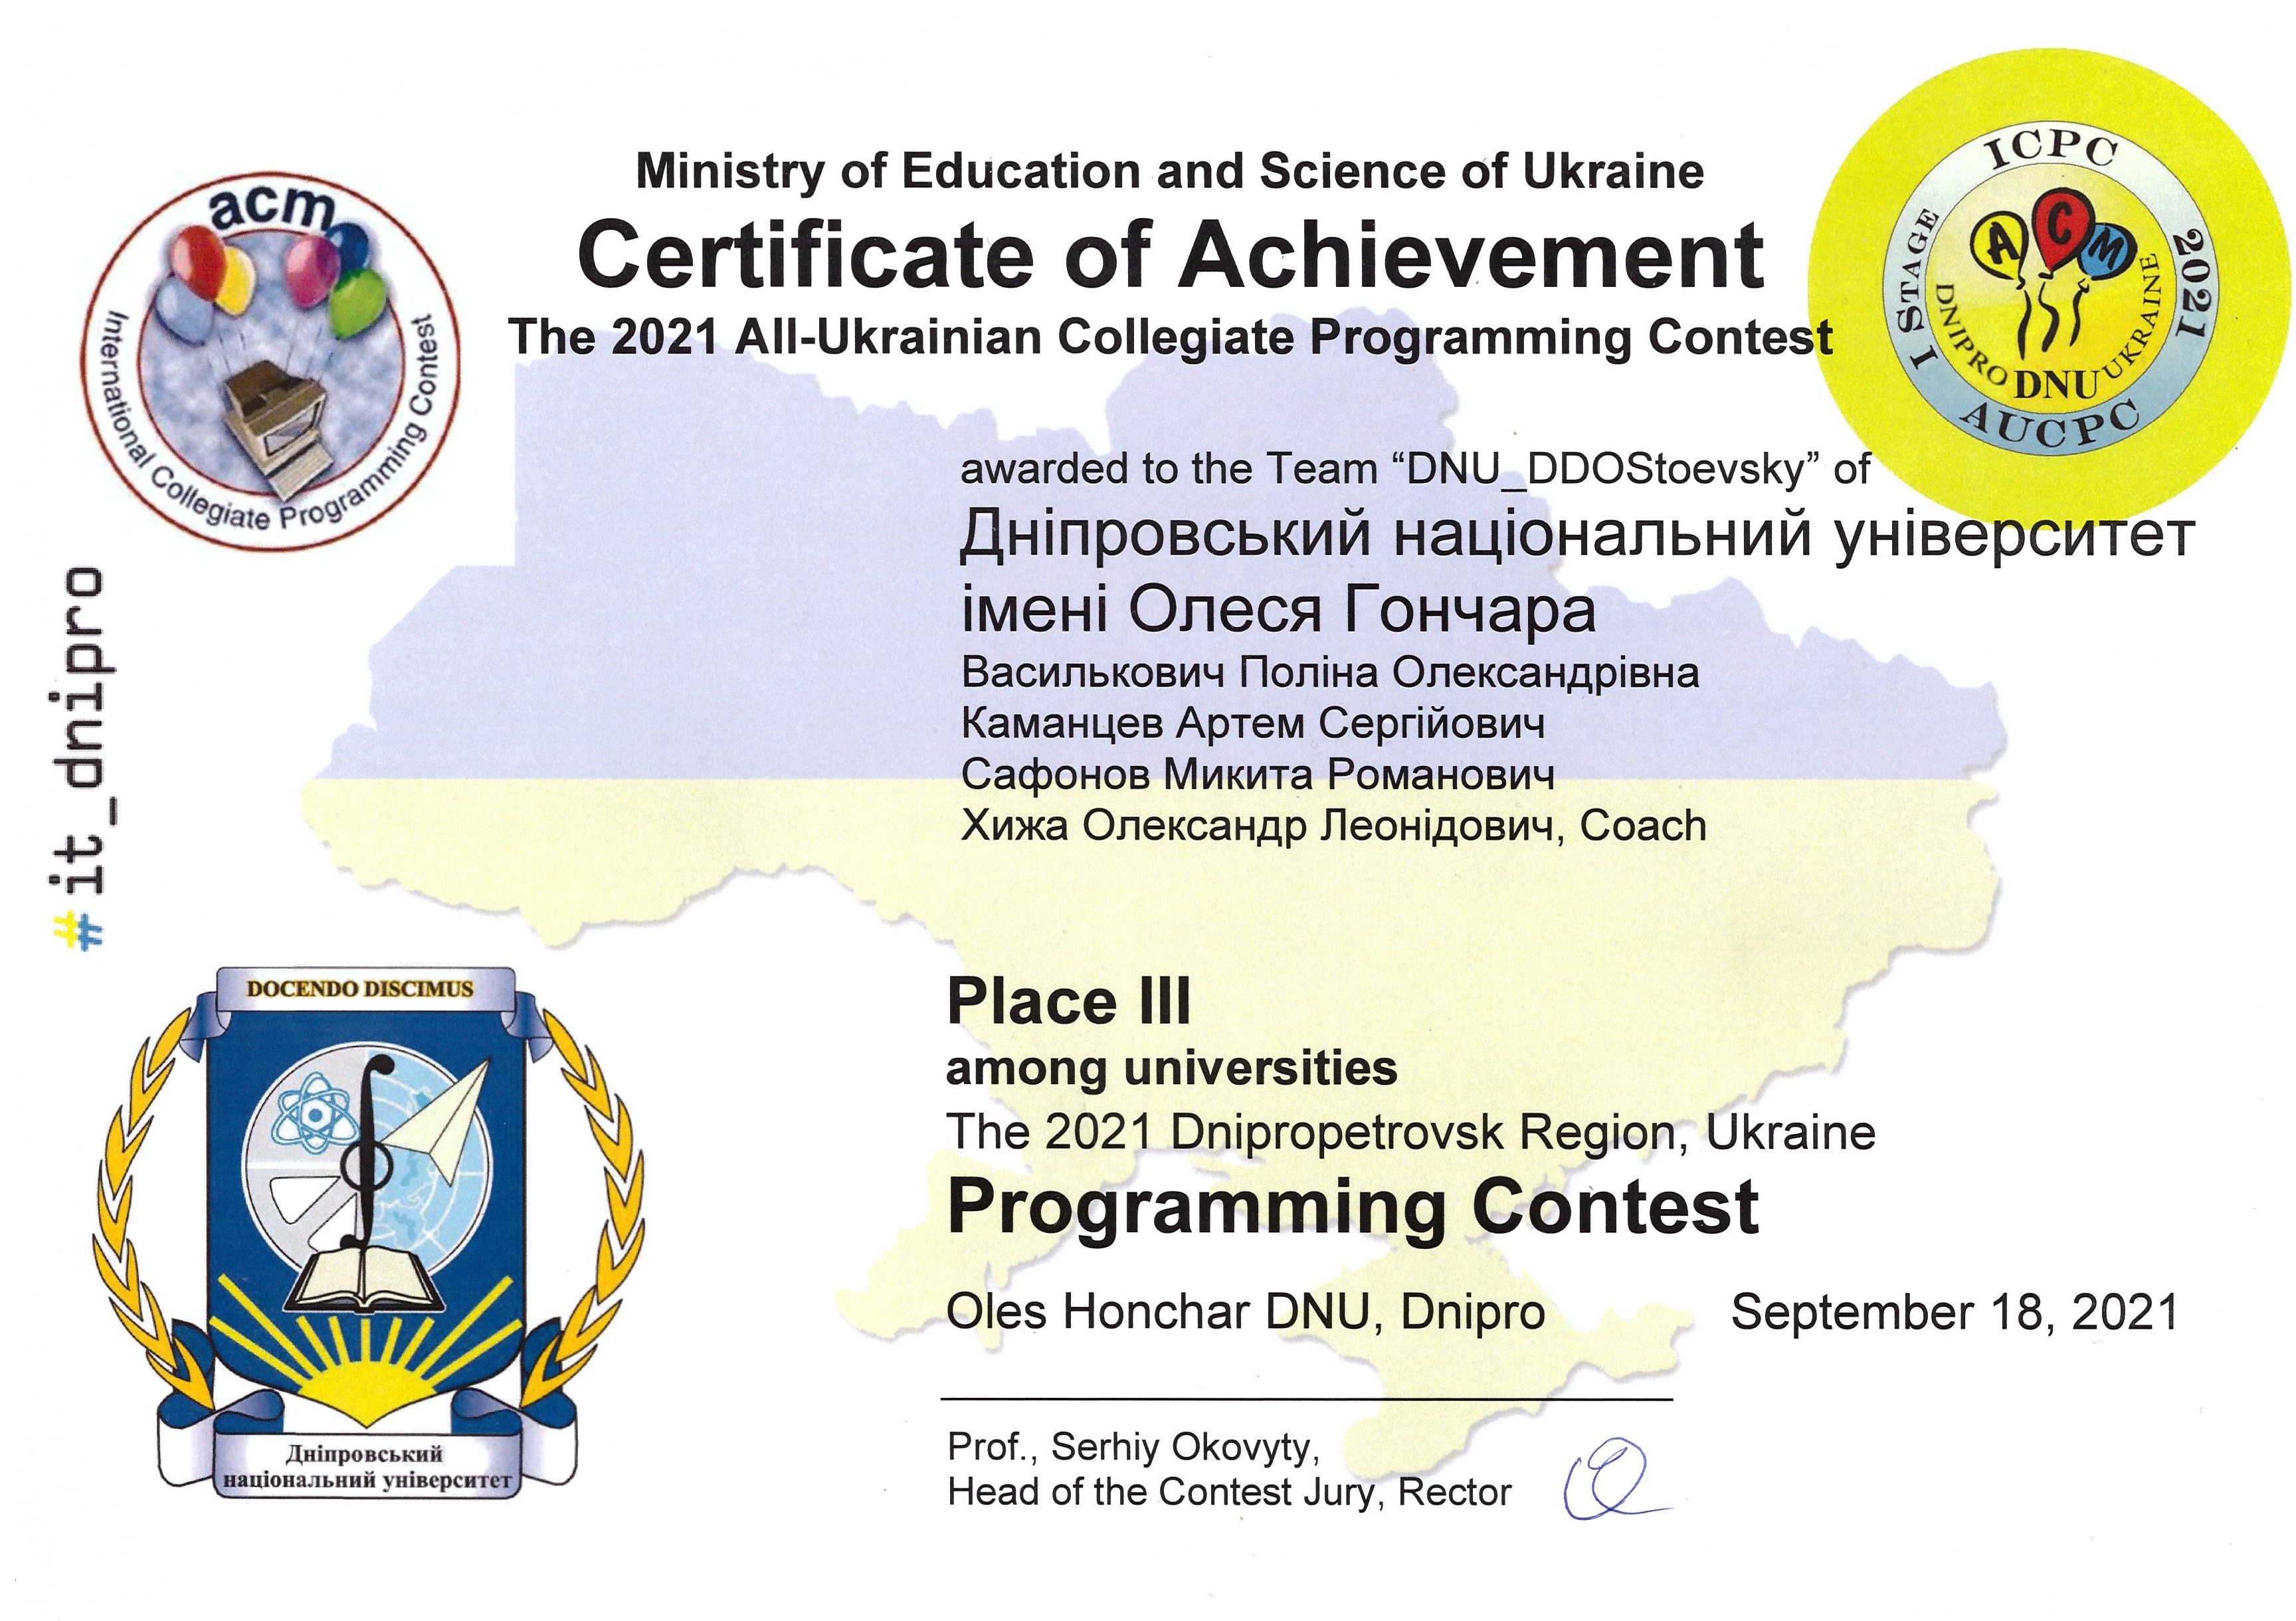 Ministry of Education and Science of Ukraine
Certificate of Achievement
The 2021 All-Ukrainian Collegiate Programming Contest
acm
International Collegiate Programming Contest
ICPC 2021
I STAGE
AUCPC
A C M
DNIPRO DNU UKRAINE
awarded to the Team “DNU_DDOStoevsky” of
Дніпровський національний університет
імені Олеся Гончара
Василькович Поліна Олександрівна
Каманцев Артем Сергійович
Сафонов Микита Романович
Хижа Олександр Леонідович, Coach
#it_dnipro
Place III
among universities
The 2021 Dnipropetrovsk Region, Ukraine
Programming Contest
Oles Honchar DNU, Dnipro September 18, 2021
Prof., Serhiy Okovyty,
Head of the Contest Jury, Rector
DOCENDO DISCIMUS
Дніпровський
національний університет